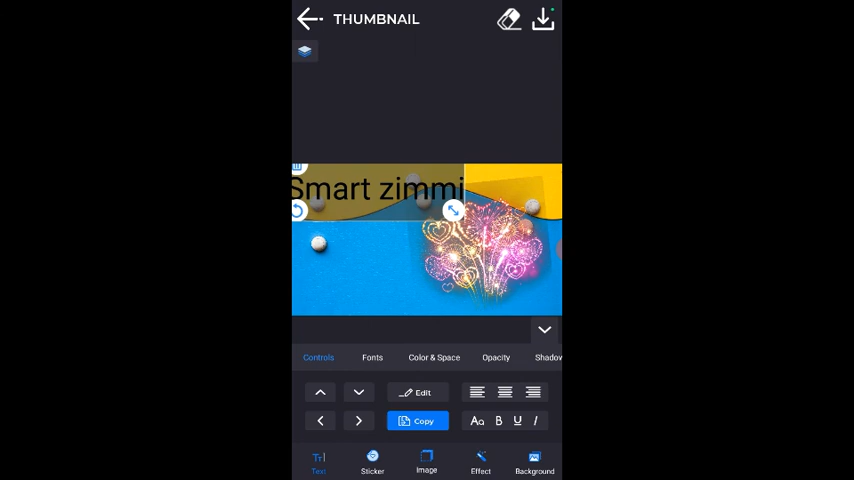 THUMBNAIL
Smart zimmi
Controls Fonts Color & Space Opacity Shadov
Edit
Copy Aa B U I
Text Sticker Image Effect Background